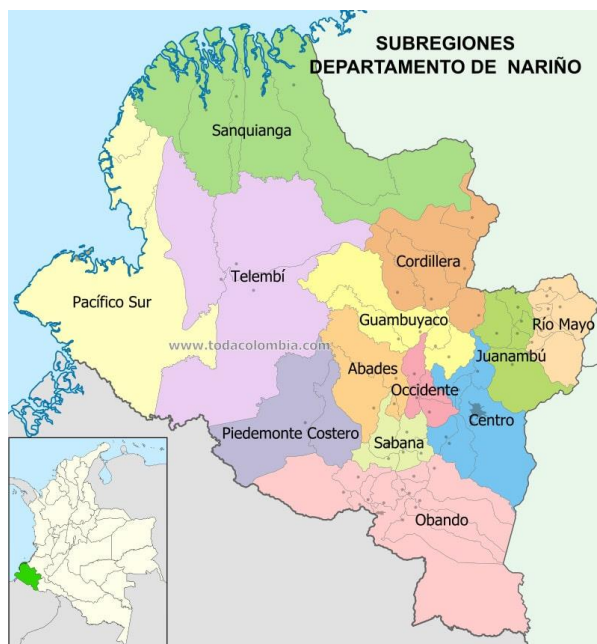 SUBREGIONES
DEPARTAMENTO DE NARIÑO
Sanquianga
Cordillera
Telembí
Pacífico Sur
Guambuyaco
Río Mayo
www.todacolombia.com
Juanambú
Abades
Occidente
Centro
Piedemonte Costero
Sabana
Obando